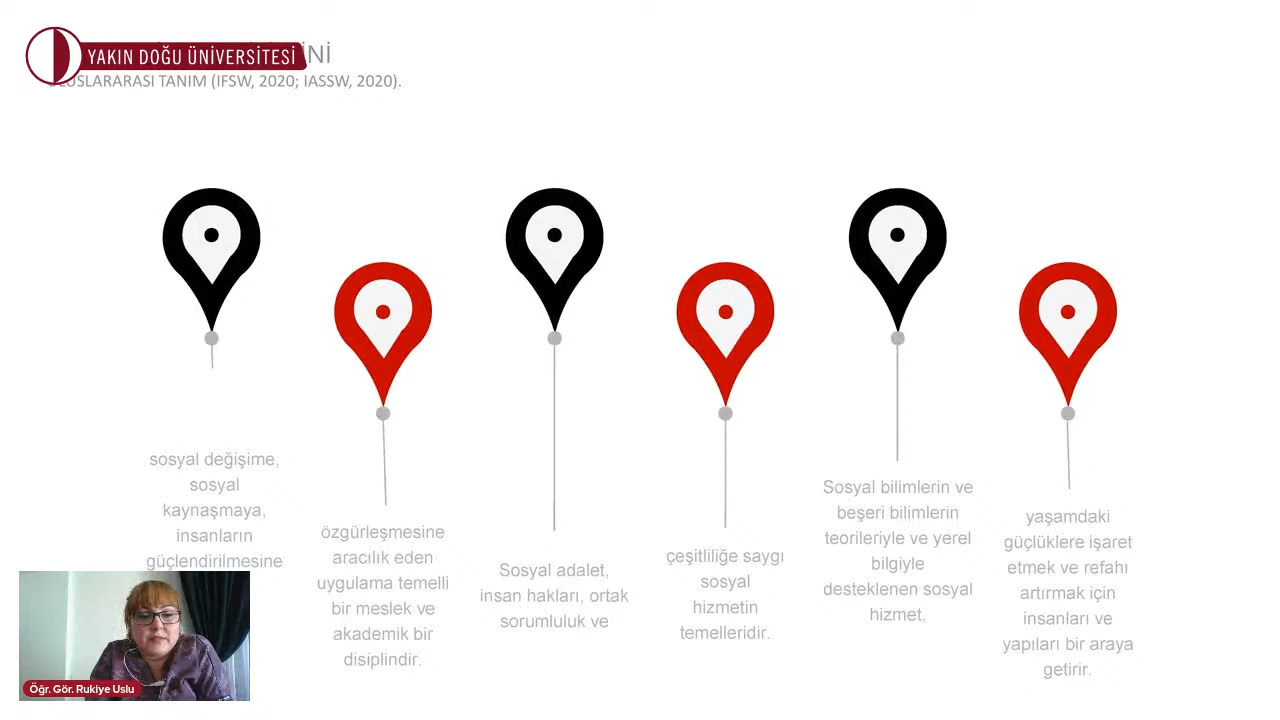 YAKIN DOĞU ÜNİVERSİTESİ
ULUSLARARASI TANIM (IFSW, 2020; IASSW, 2020).
sosyal değişime,
sosyal
kaynaşmaya,
insanların
güçlendirilmesine
özgürleşmesine
aracılık eden
uygulama temelli
bir meslek ve
akademik bir
disiplindir.
Sosyal adalet,
insan hakları, ortak
sorumluluk ve
çeşitliliğe saygı
sosyal
hizmetin
temelleridir.
Sosyal bilimlerin ve
beşeri bilimlerin
teorileriyle ve yerel
bilgiyle
desteklenen sosyal
hizmet,
yaşamdaki
güçlüklere işaret
etmek ve refahı
artırmak için
insanları ve
yapıları bir araya
getirir.
Öğr. Gör. Rukiye Uslu